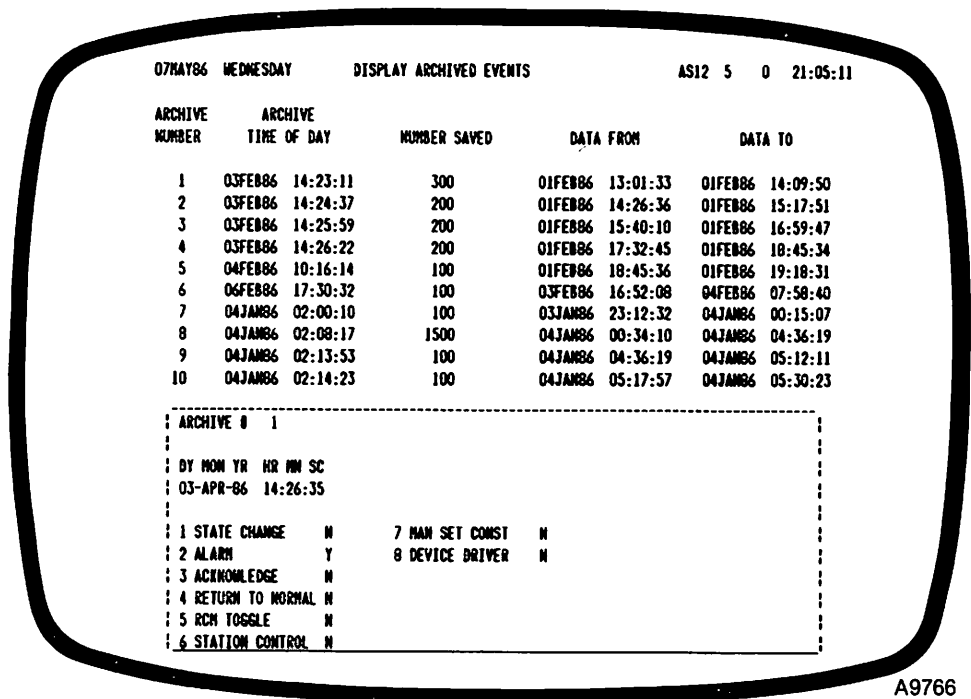 07MAY86 WEDNESDAY DISPLAY ARCHIVED EVENTS AS12 5 0 21:05:11
ARCHIVE ARCHIVE
NUMBER TIME OF DAY NUMBER SAVED DATA FROM DATA TO
1 03FEB86 14:23:11 300 01FEB86 13:01:33 01FEB86 14:09:50
2 03FEB86 14:24:37 200 01FEB86 14:26:36 01FEB86 15:17:51
3 03FEB86 14:25:59 200 01FEB86 15:40:10 01FEB86 16:59:47
4 03FEB86 14:26:22 200 01FEB86 17:32:45 01FEB86 18:45:34
5 04FEB86 10:16:14 100 01FEB86 18:45:36 01FEB86 19:18:31
6 06FEB86 17:30:32 100 03FEB86 16:52:08 04FEB86 07:58:40
7 04JAN86 02:00:10 100 03JAN86 23:12:32 04JAN86 00:15:07
8 04JAN86 02:08:17 1500 04JAN86 00:34:10 04JAN86 04:36:19
9 04JAN86 02:13:53 100 04JAN86 04:36:19 04JAN86 05:12:11
10 04JAN86 02:14:23 100 04JAN86 05:17:57 04JAN86 05:30:23
ARCHIVE # 1
DY MON YR HR MN SC
03-APR-86 14:26:35
1 STATE CHANGE N 7 MAN SET CONST N
2 ALARM Y 8 DEVICE DRIVER N
3 ACKNOWLEDGE N
4 RETURN TO NORMAL N
5 RCM TOGGLE N
6 STATION CONTROL N
A9766